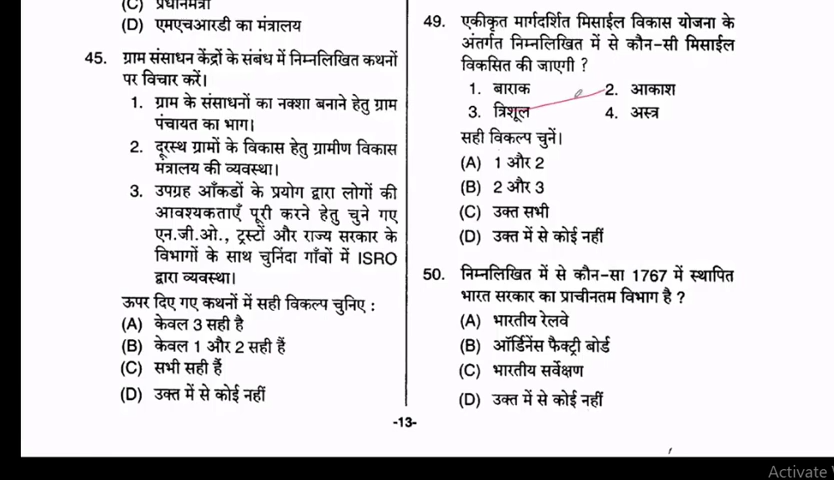 (C) प्रधानमंत्री
(D) एमएचआरडी का मंत्रालय
45. ग्राम संसाधन केंद्रों के संबंध में निम्नलिखित कथनों
पर विचार करें।
1. ग्राम के संसाधनों का नक्शा बनाने हेतु ग्राम
पंचायत का भाग।
2. दूरस्थ ग्रामों के विकास हेतु ग्रामीण विकास
मंत्रालय की व्यवस्था।
3. उपग्रह आँकडों के प्रयोग द्वारा लोगों की
आवश्यकताएँ पूरी करने हेतु चुने गए
एन.जी.ओ., ट्रस्टों और राज्य सरकार के
विभागों के साथ चुनिंदा गाँवों में ISRO
द्वारा व्यवस्था।
ऊपर दिए गए कथनों में सही विकल्प चुनिए :
(A) केवल 3 सही है
(B) केवल 1 और 2 सही हैं
(C) सभी सही हैं
(D) उक्त में से कोई नहीं
49. एकीकृत मार्गदर्शित मिसाईल विकास योजना के
अंतर्गत निम्नलिखित में से कौन-सी मिसाईल
विकसित की जाएगी ?
1. बाराक 2. आकाश
3. त्रिशूल 4. अस्त्र
सही विकल्प चुनें।
(A) 1 और 2
(B) 2 और 3
(C) उक्त सभी
(D) उक्त में से कोई नहीं
50. निम्नलिखित में से कौन-सा 1767 में स्थापित
भारत सरकार का प्राचीनतम विभाग है ?
(A) भारतीय रेलवे
(B) ऑर्डिनेंस फैक्ट्री बोर्ड
(C) भारतीय सर्वेक्षण
(D) उक्त में से कोई नहीं
-13-
Activate